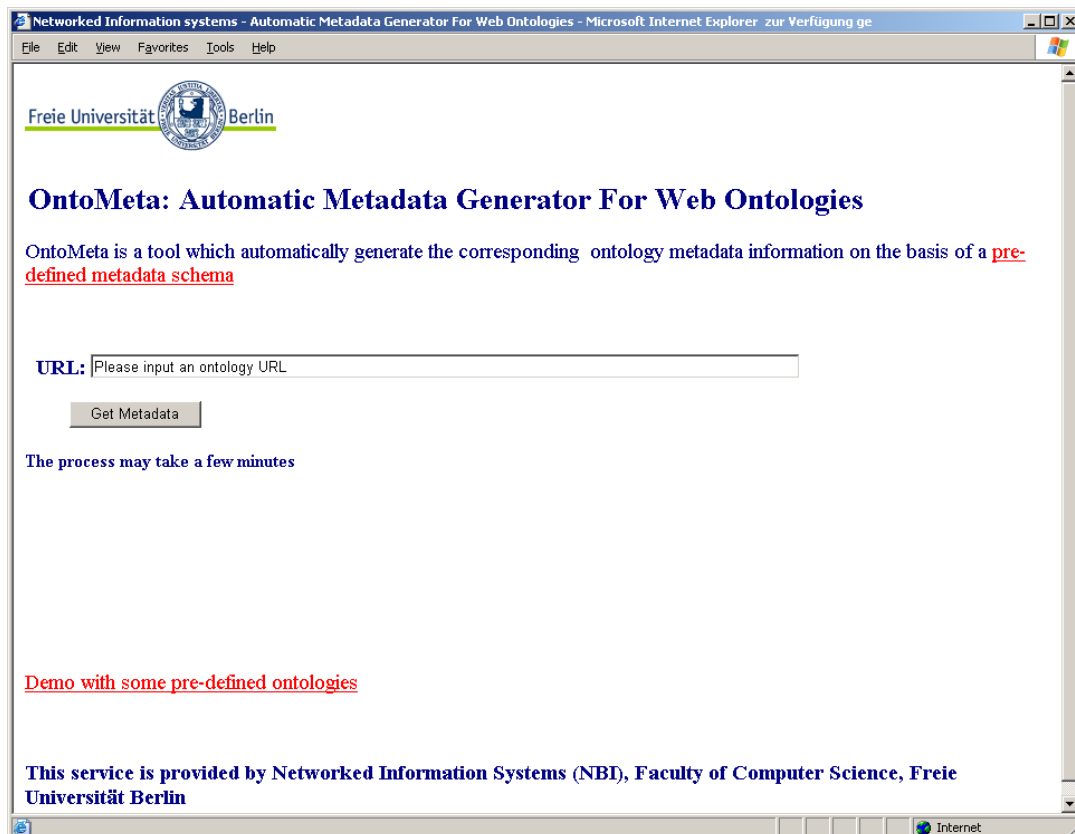 Networked Information systems - Automatic Metadata Generator For Web Ontologies - Microsoft Internet Explorer zur Verfügung ge
File Edit View Favorites Tools Help
Freie Universität Berlin
OntoMeta: Automatic Metadata Generator For Web Ontologies
OntoMeta is a tool which automatically generate the corresponding ontology metadata information on the basis of a pre-
defined metadata schema
URL: Please input an ontology URL
Get Metadata
The process may take a few minutes
Demo with some pre-defined ontologies
This service is provided by Networked Information Systems (NBI), Faculty of Computer Science, Freie
Universität Berlin
Internet